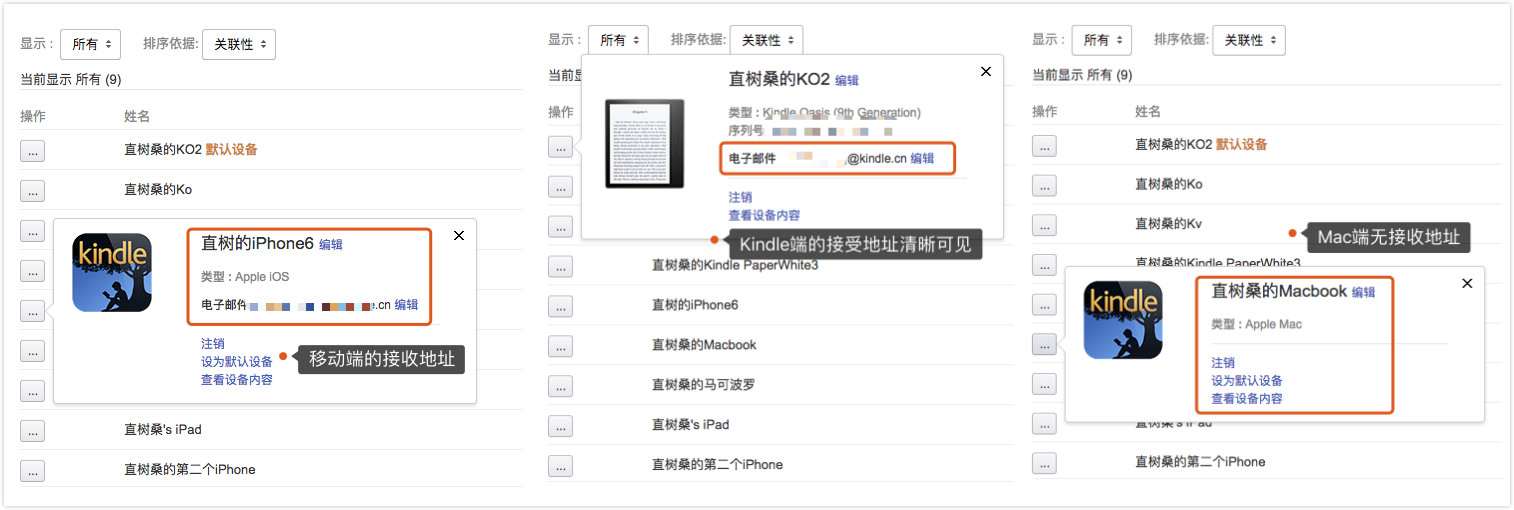 显示： 所有 排序依据: 关联性
当前显示 所有 (9)
操作 姓名
... 直树桑的KO2 默认设备
... 直树桑的Ko
...
kindle
直树的iPhone6 编辑
类型 : Apple iOS
电子邮件 .cn 编辑
注销
设为默认设备
查看设备内容
移动端的接收地址
...
...
...
...
... 直树桑's iPad
... 直树桑的第二个iPhone
显示： 所有 排序依据: 关联性
当前显
操作
直树桑的KO2 编辑
类型 : Kindle Oasis (9th Generation)
序列号
电子邮件 @kindle.cn 编辑
注销
查看设备内容
Kindle端的接受地址清晰可见
...
...
...
... 直树桑的Kindle PaperWhite3
... 直树的iPhone6
... 直树桑的Macbook
... 直树桑的马可波罗
... 直树桑's iPad
... 直树桑的第二个iPhone
显示： 所有 排序依据: 关联性
当前显示 所有 (9)
操作 姓名
... 直树桑的KO2 默认设备
... 直树桑的Ko
... 直树桑的Kv
Mac端无接收地址
... 直树桑的Kindle PaperWhite3
kindle
直树桑的Macbook 编辑
类型 : Apple Mac
注销
设为默认设备
查看设备内容
...
...
...
... 直树桑's iPad
... 直树桑的第二个iPhone